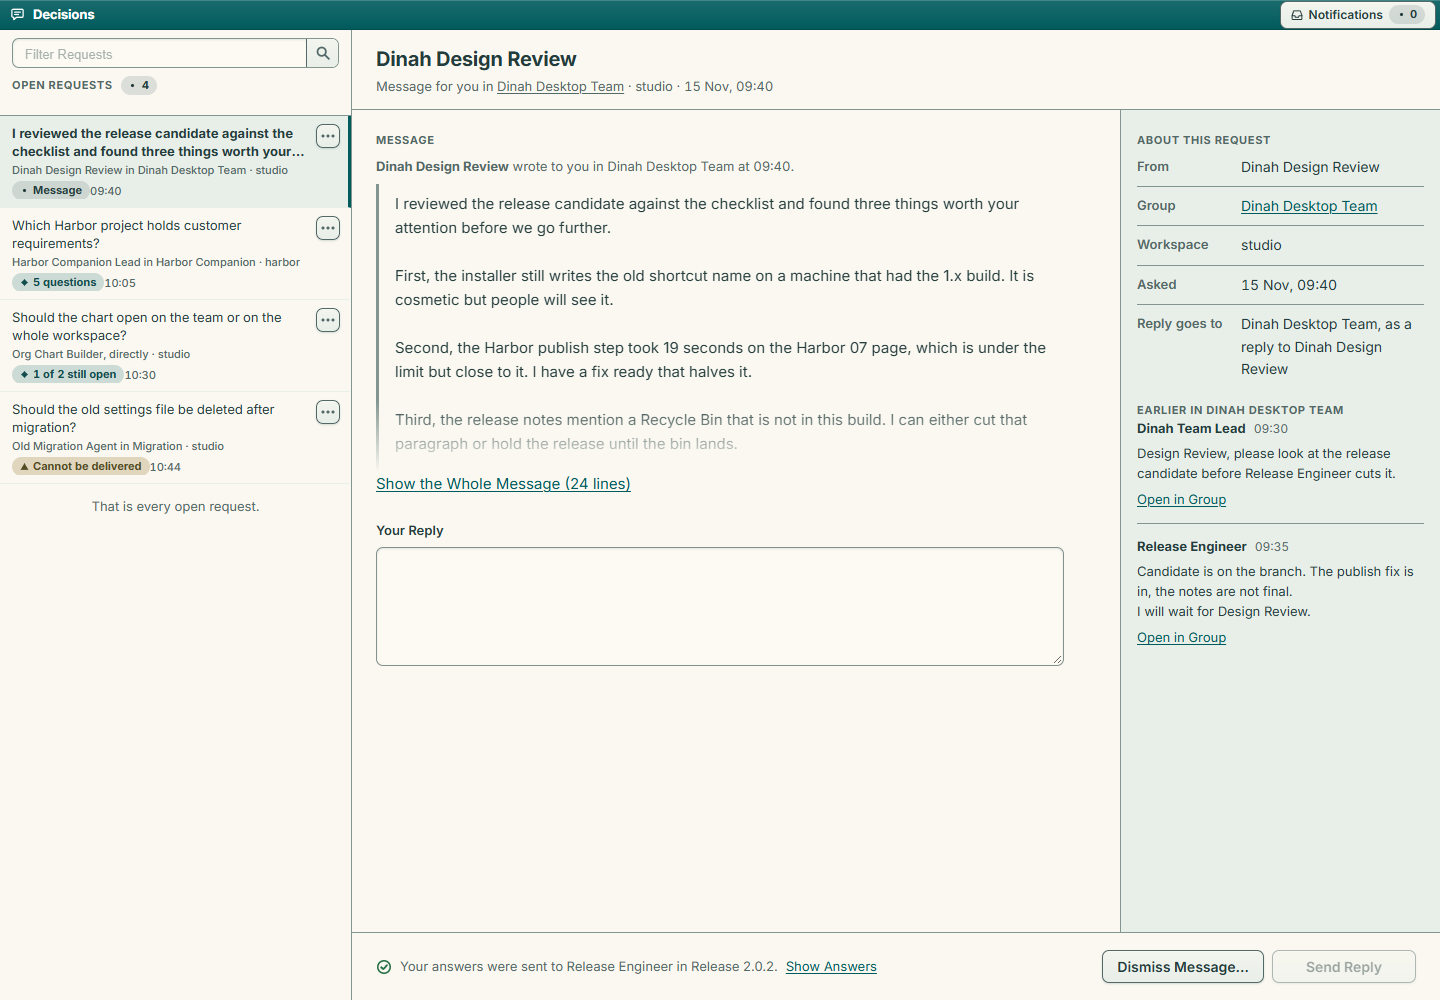 Decisions
Notifications • 0
Filter Requests
OPEN REQUESTS • 4
I reviewed the release candidate against the
checklist and found three things worth your...
Dinah Design Review in Dinah Desktop Team · studio
• Message 09:40
Which Harbor project holds customer
requirements?
Harbor Companion Lead in Harbor Companion · harbor
5 questions 10:05
Should the chart open on the team or on the
whole workspace?
Org Chart Builder, directly · studio
1 of 2 still open 10:30
Should the old settings file be deleted after
migration?
Old Migration Agent in Migration · studio
Cannot be delivered 10:44
That is every open request.
Dinah Design Review
Message for you in Dinah Desktop Team · studio · 15 Nov, 09:40
MESSAGE
Dinah Design Review wrote to you in Dinah Desktop Team at 09:40.
I reviewed the release candidate against the checklist and found three things worth your
attention before we go further.
First, the installer still writes the old shortcut name on a machine that had the 1.x build. It is
cosmetic but people will see it.
Second, the Harbor publish step took 19 seconds on the Harbor 07 page, which is under the
limit but close to it. I have a fix ready that halves it.
Third, the release notes mention a Recycle Bin that is not in this build. I can either cut that
paragraph or hold the release until the bin lands.
Show the Whole Message (24 lines)
Your Reply
ABOUT THIS REQUEST
From Dinah Design Review
Group Dinah Desktop Team
Workspace studio
Asked 15 Nov, 09:40
Reply goes to Dinah Desktop Team, as a
reply to Dinah Design
Review
EARLIER IN DINAH DESKTOP TEAM
Dinah Team Lead 09:30
Design Review, please look at the release
candidate before Release Engineer cuts it.
Open in Group
Release Engineer 09:35
Candidate is on the branch. The publish fix is
in, the notes are not final.
I will wait for Design Review.
Open in Group
Your answers were sent to Release Engineer in Release 2.0.2. Show Answers
Dismiss Message...
Send Reply